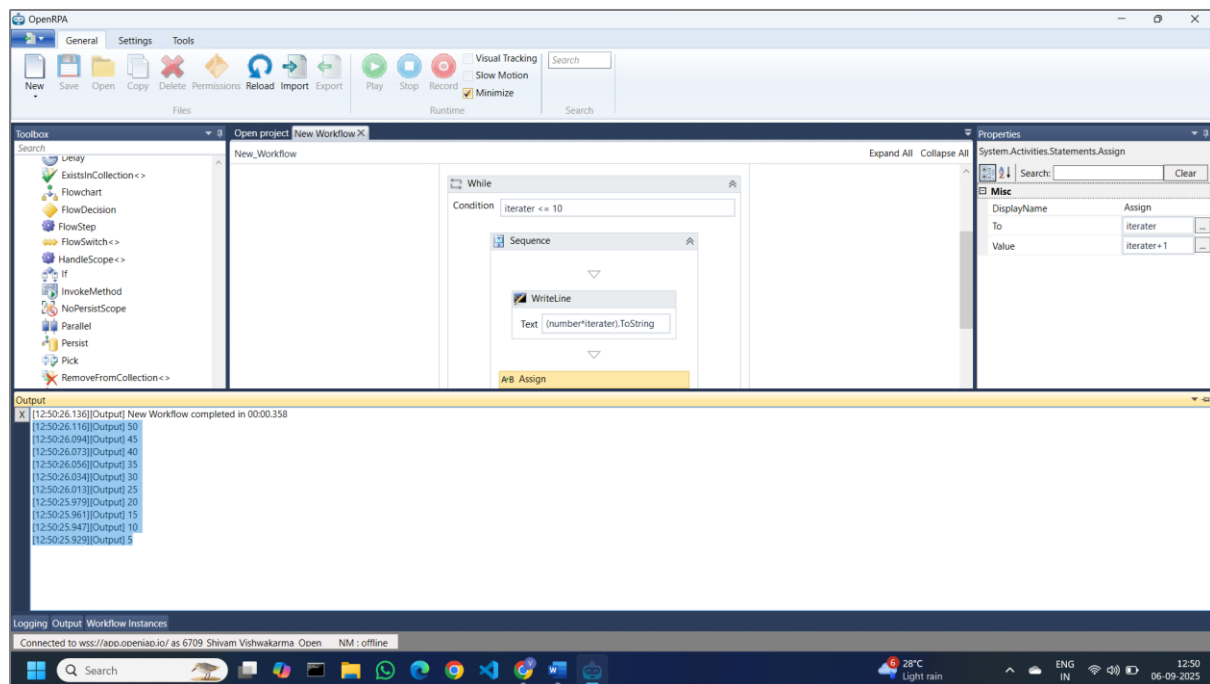 OpenRPA
General Settings Tools
New Save Open Copy Delete Permissions Reload Import Export Play Stop Record
Visual Tracking
Slow Motion
Minimize
Search
Files Runtime Search
Toolbox
Search
Delay
ExistsInCollection<>
Flowchart
FlowDecision
FlowStep
FlowSwitch<>
HandleScope<>
If
InvokeMethod
NoPersistScope
Parallel
Persist
Pick
RemoveFromCollection<>
Open project New Workflow X
New_Workflow Expand All Collapse All
While
Condition iterater <= 10
Sequence
WriteLine
Text (number*iterater).ToString
A+B Assign
Properties
System.Activities.Statements.Assign
Search: Clear
Misc
DisplayName Assign
To iterater ...
Value iterater+1 ...
Output
X [12:50:26.136][Output] New Workflow completed in 00:00.358
[12:50:26.116][Output] 50
[12:50:26.094][Output] 45
[12:50:26.073][Output] 40
[12:50:26.056][Output] 35
[12:50:26.034][Output] 30
[12:50:26.013][Output] 25
[12:50:25.979][Output] 20
[12:50:25.961][Output] 15
[12:50:25.947][Output] 10
[12:50:25.929][Output] 5
Logging Output Workflow Instances
Connected to wss://app.openiap.io/ as 6709 Shivam Vishwakarma Open NM : offline
Search
6 28°C
Light rain
ENG
IN
12:50
06-09-2025